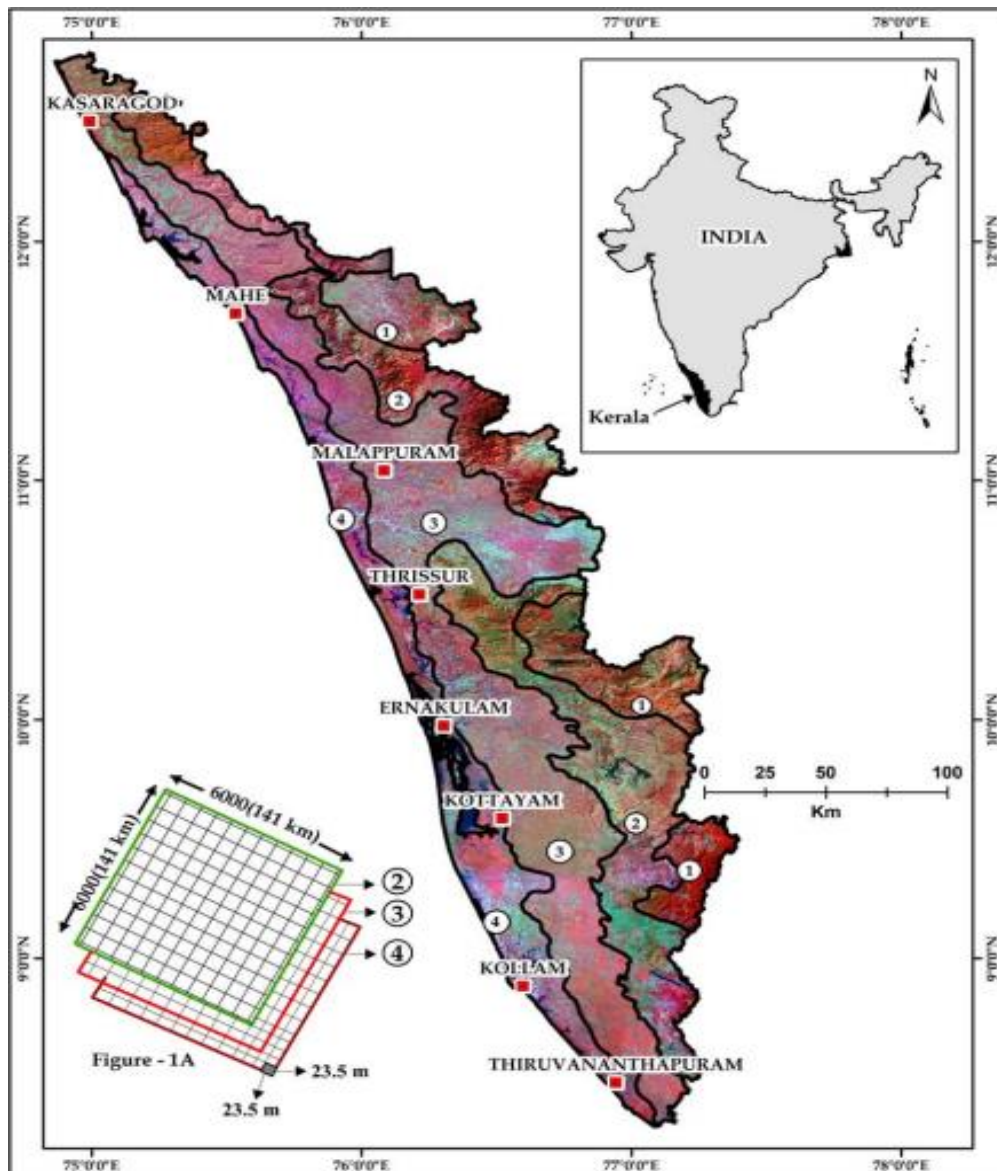 75°0'0"E 76°0'0"E 77°0'0"E 78°0'0"E
N
KASARAGOD
12°0'0"N
12°0'0"N
INDIA
MAHE
1
2
Kerala
MALAPPURAM
11°0'0"N
11°0'0"N
4
3
THRISSUR
1
ERNAKULAM
10°0'0"N
10°0'0"N
0 25 50 100
Km
6000(141 km)
6000(141 km)
KOTTAYAM
2
3
1
2
3
4
4
9°0'0"N
9°0'0"N
KOLLAM
Figure - 1A
23.5 m
23.5 m
THIRUVANANTHAPURAM
75°0'0"E 76°0'0"E 77°0'0"E 78°0'0"E